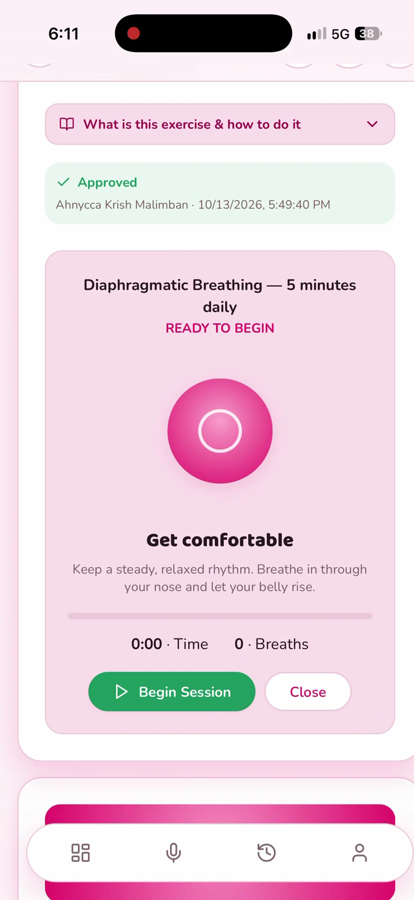 6:11
5G
38
What is this exercise & how to do it
Approved
Ahnycca Krish Malimban · 10/13/2026, 5:49:40 PM
Diaphragmatic Breathing — 5 minutes
daily
READY TO BEGIN
Get comfortable
Keep a steady, relaxed rhythm. Breathe in through
your nose and let your belly rise.
0:00 · Time 0 · Breaths
Begin Session Close